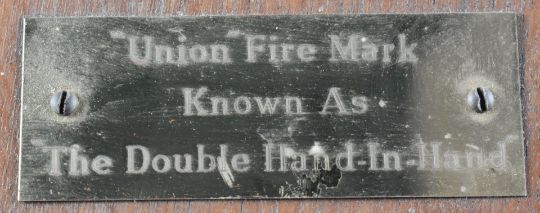 "Union" Fire Mark
Known As
"The Double Hand-In-Hand"